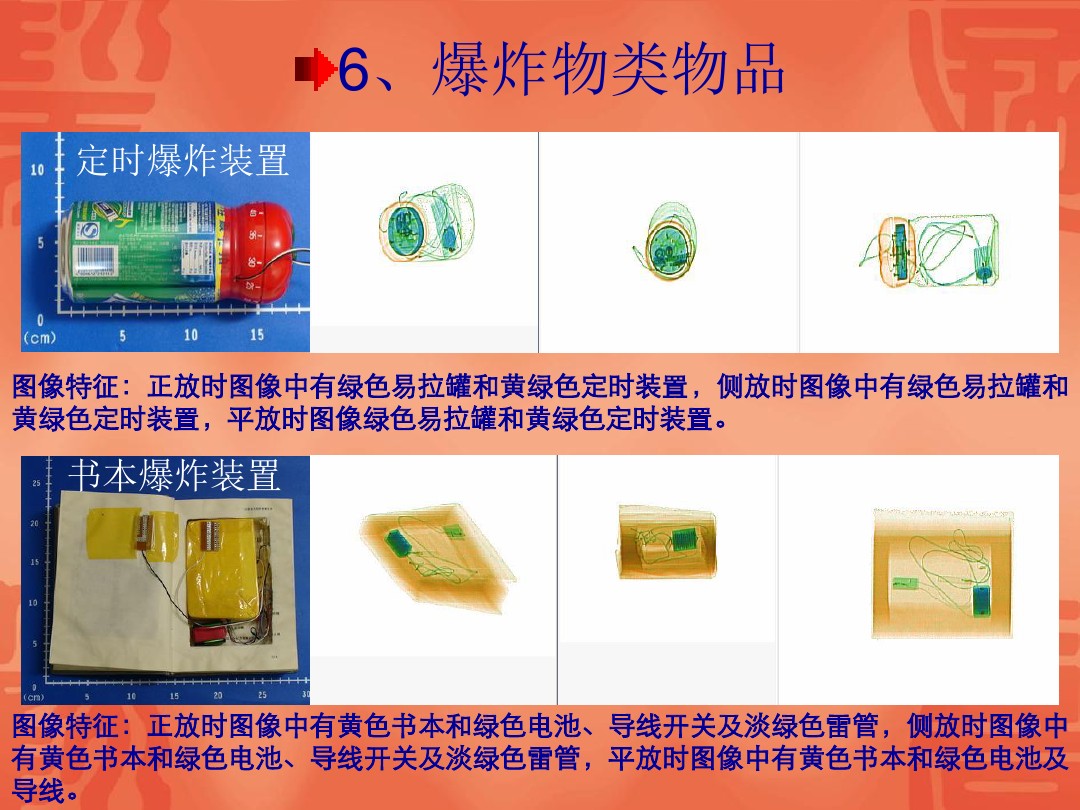 6、爆炸物类物品
定时爆炸装置
10
5
0
(cm)
5
10
15
40
35
30
25
图像特征：正放时图像中有绿色易拉罐和黄绿色定时装置，侧放时图像中有绿色易拉罐和
黄绿色定时装置，平放时图像绿色易拉罐和黄绿色定时装置。
书本爆炸装置
25
20
15
10
5
0
(cm)
5
10
15
20
25
30
图像特征：正放时图像中有黄色书本和绿色电池、导线开关及淡绿色雷管，侧放时图像中
有黄色书本和绿色电池、导线开关及淡绿色雷管，平放时图像中有黄色书本和绿色电池及
导线。